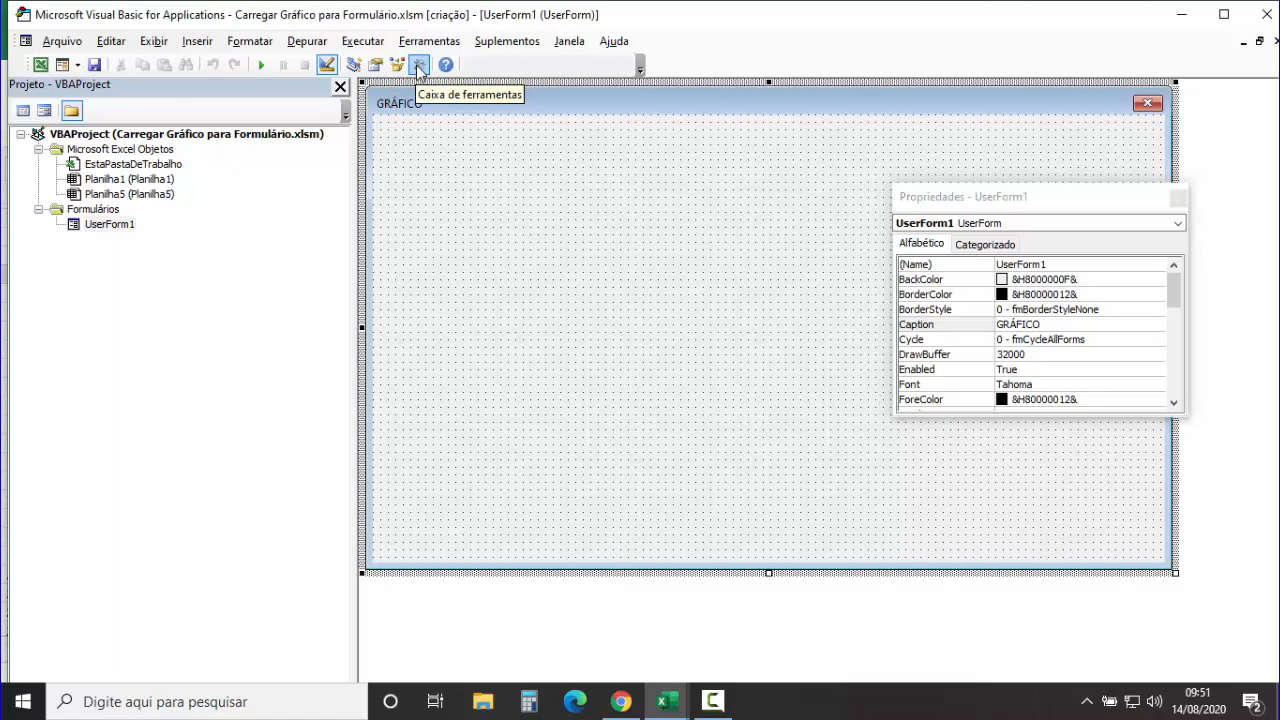 Microsoft Visual Basic for Applications - Carregar Gráfico para Formulário.xlsm [criação] - [UserForm1 (UserForm)]
Arquivo Editar Exibir Inserir Formatar Depurar Executar Ferramentas Suplementos Janela Ajuda
Caixa de ferramentas
Projeto - VBAProject
VBAProject (Carregar Gráfico para Formulário.xlsm)
Microsoft Excel Objetos
EstaPastaDeTrabalho
Planilha1 (Planilha1)
Planilha5 (Planilha5)
Formulários
UserForm1
GRÁFICO
Propriedades - UserForm1
UserForm1 UserForm
Alfabético Categorizado
(Name) UserForm1
BackColor &H8000000F&
BorderColor &H80000012&
BorderStyle 0 - fmBorderStyleNone
Caption GRÁFICO
Cycle 0 - fmCycleAllForms
DrawBuffer 32000
Enabled True
Font Tahoma
ForeColor &H80000012&
Digite aqui para pesquisar
09:51
14/08/2020
2